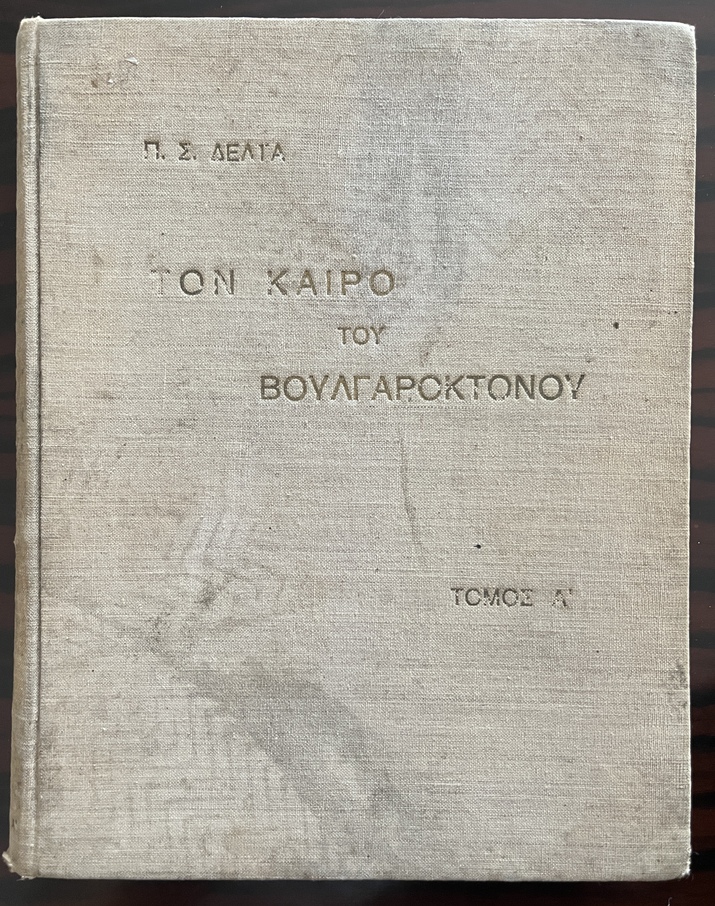 Π. Σ. ΔΕΛΤΑ
ΤΟΝ ΚΑΙΡΟ
ΤΟΥ
ΒΟΥΛΓΑΡΟΚΤΟΝΟΥ
ΤΟΜΟΣ Α'